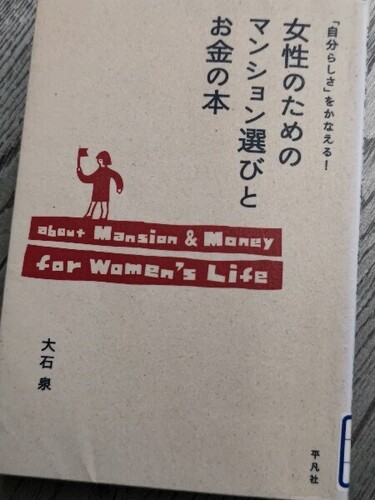 「自分らしさ」をかなえる!
女性のための
マンション選びと
お金の本
about Mansion & Money
for Women's Life
大石 泉
平凡社